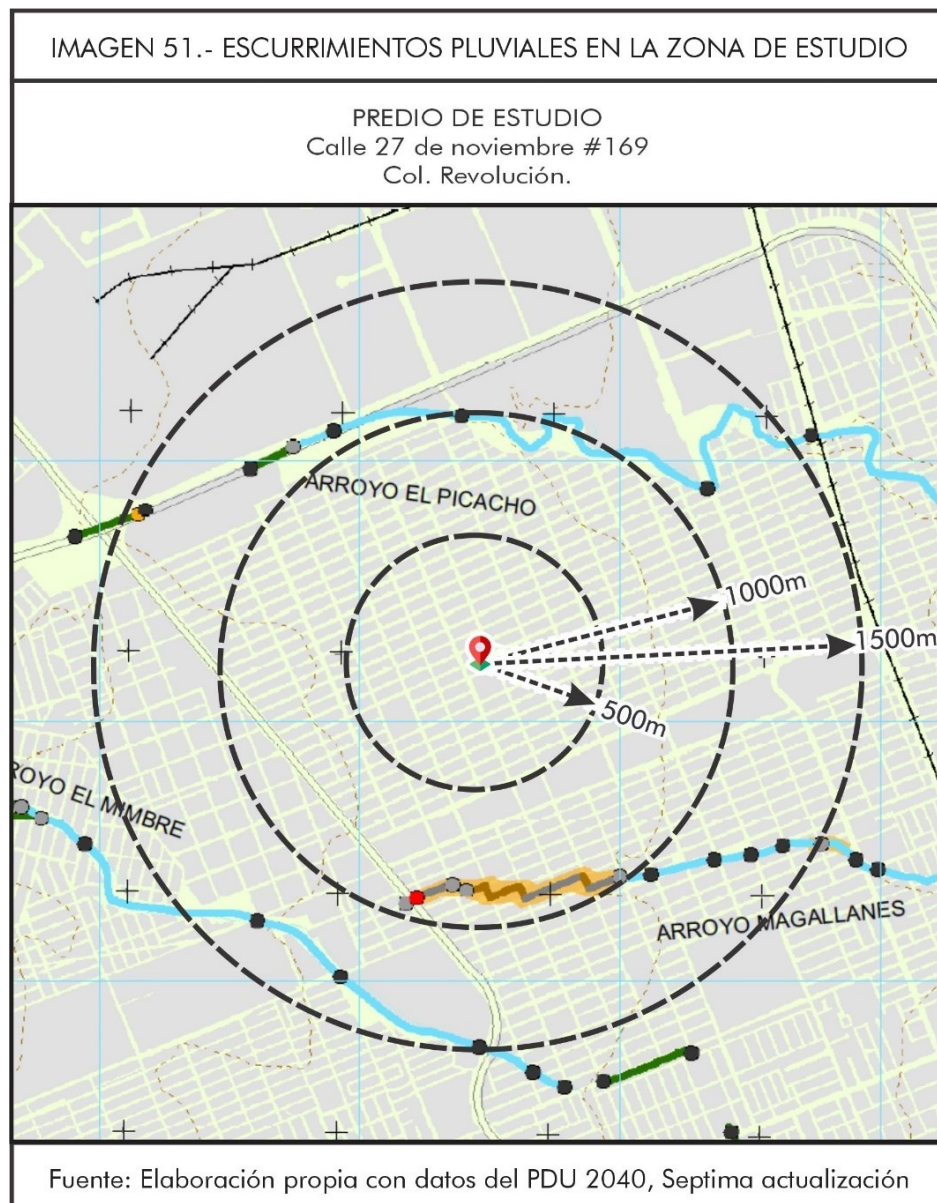 IMAGEN 51.- ESCURRIMIENTOS PLUVIALES EN LA ZONA DE ESTUDIO
PREDIO DE ESTUDIO
Calle 27 de noviembre #169
Col. Revolución.
ARROYO EL PICACHO
1000m
1500m
500m
ROYO EL MIMBRE
ARROYO MAGALLANES
Fuente: Elaboración propia con datos del PDU 2040, Septima actualización